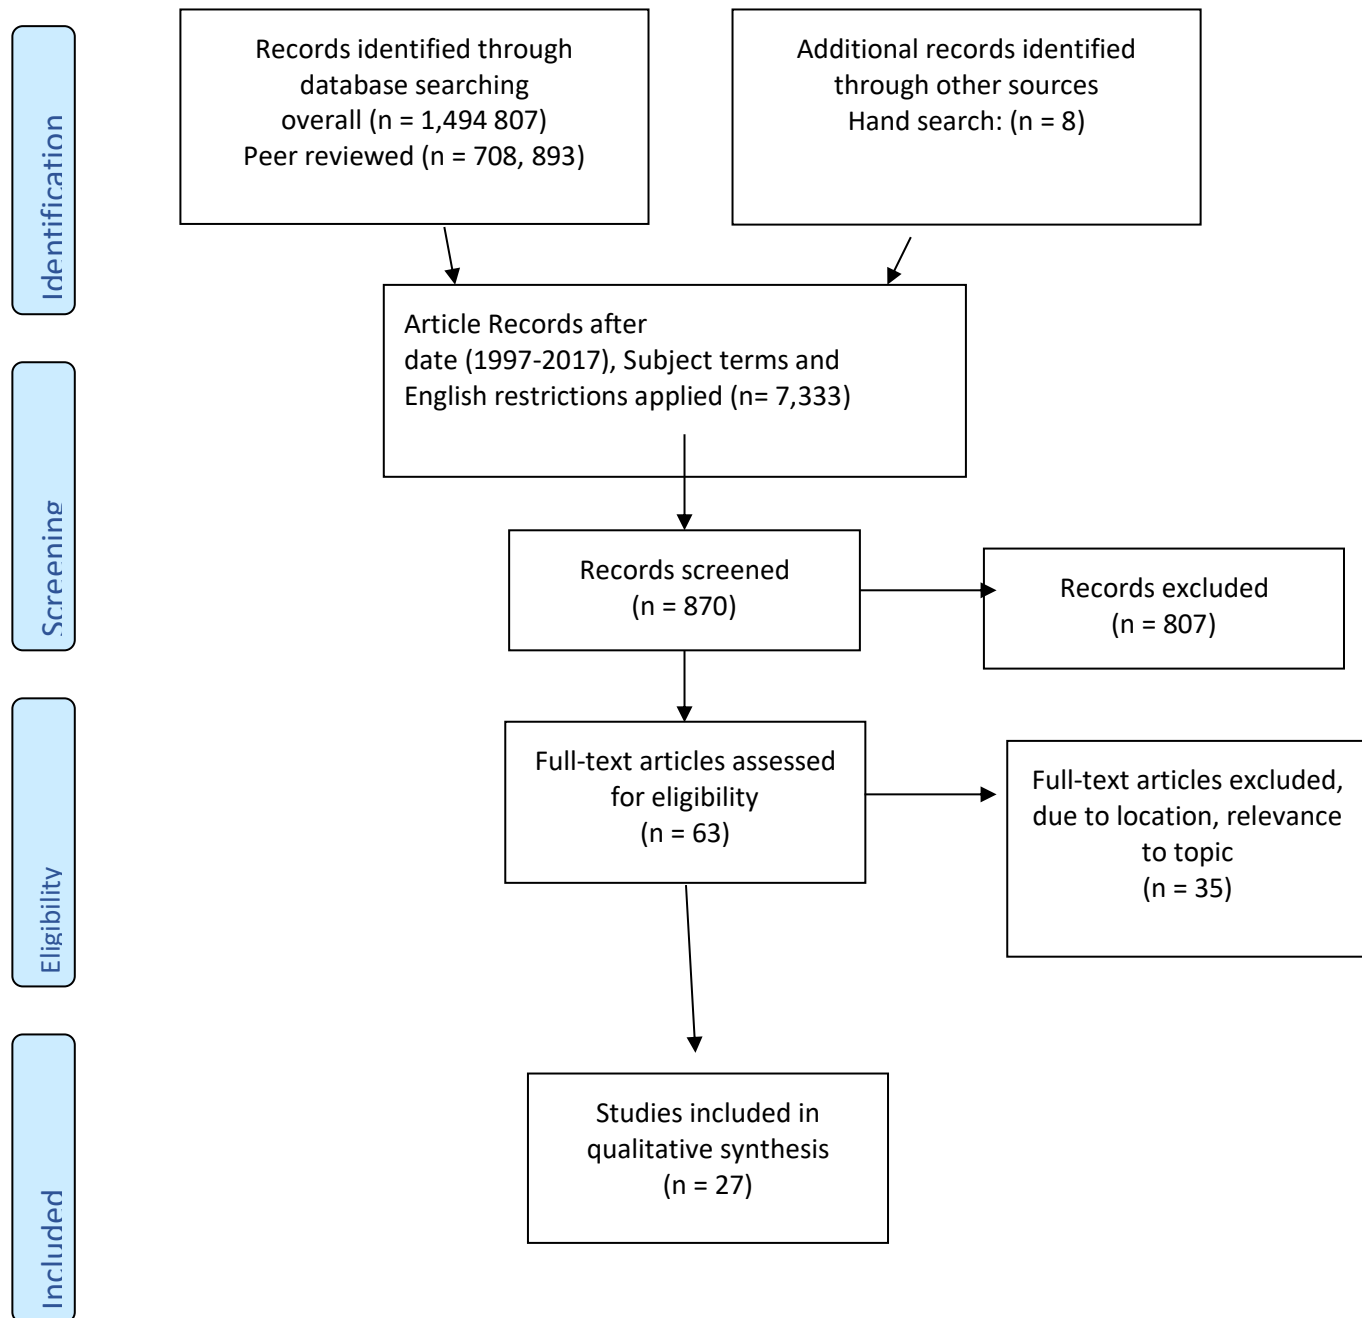 Identification
Records identified through
database searching
overall (n = 1,494 807)
Peer reviewed (n = 708, 893)
Additional records identified
through other sources
Hand search: (n = 8)
Article Records after
date (1997-2017), Subject terms and
English restrictions applied (n= 7,333)
Screening
Records screened
(n = 870)
Records excluded
(n = 807)
Eligibility
Full-text articles assessed
for eligibility
(n = 63)
Full-text articles excluded,
due to location, relevance
to topic
(n = 35)
Included
Studies included in
qualitative synthesis
(n = 27)